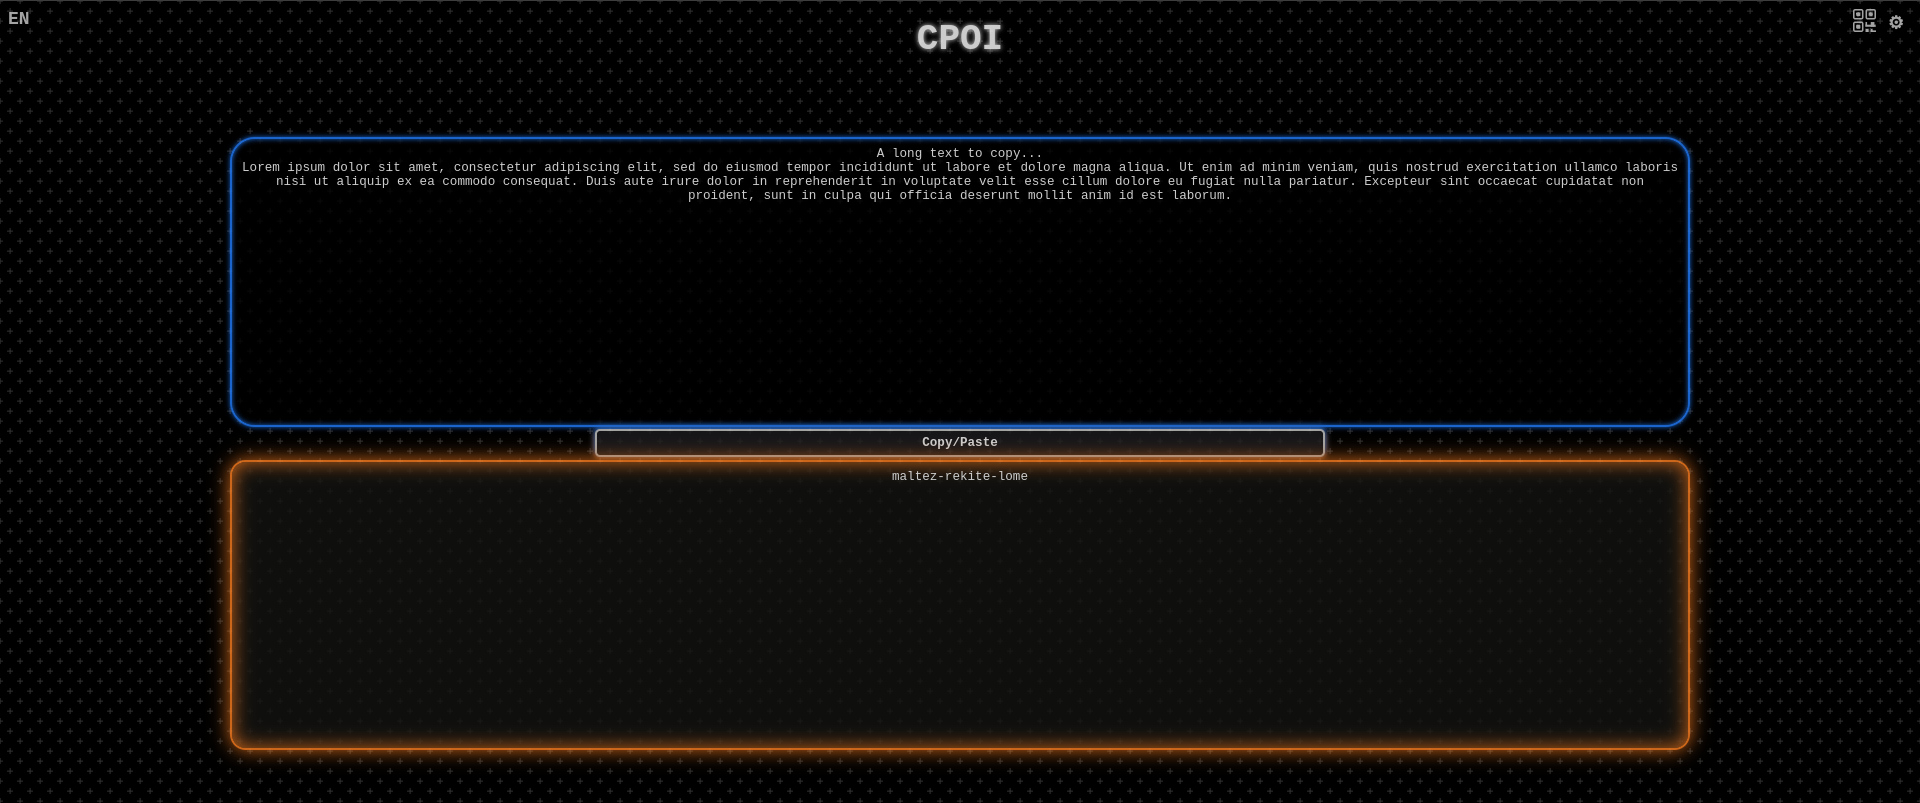 EN
CPOI
A long text to copy...
Lorem ipsum dolor sit amet, consectetur adipiscing elit, sed do eiusmod tempor incididunt ut labore et dolore magna aliqua. Ut enim ad minim veniam, quis nostrud exercitation ullamco laboris
nisi ut aliquip ex ea commodo consequat. Duis aute irure dolor in reprehenderit in voluptate velit esse cillum dolore eu fugiat nulla pariatur. Excepteur sint occaecat cupidatat non
proident, sunt in culpa qui officia deserunt mollit anim id est laborum.
Copy/Paste
maltez-rekite-lome